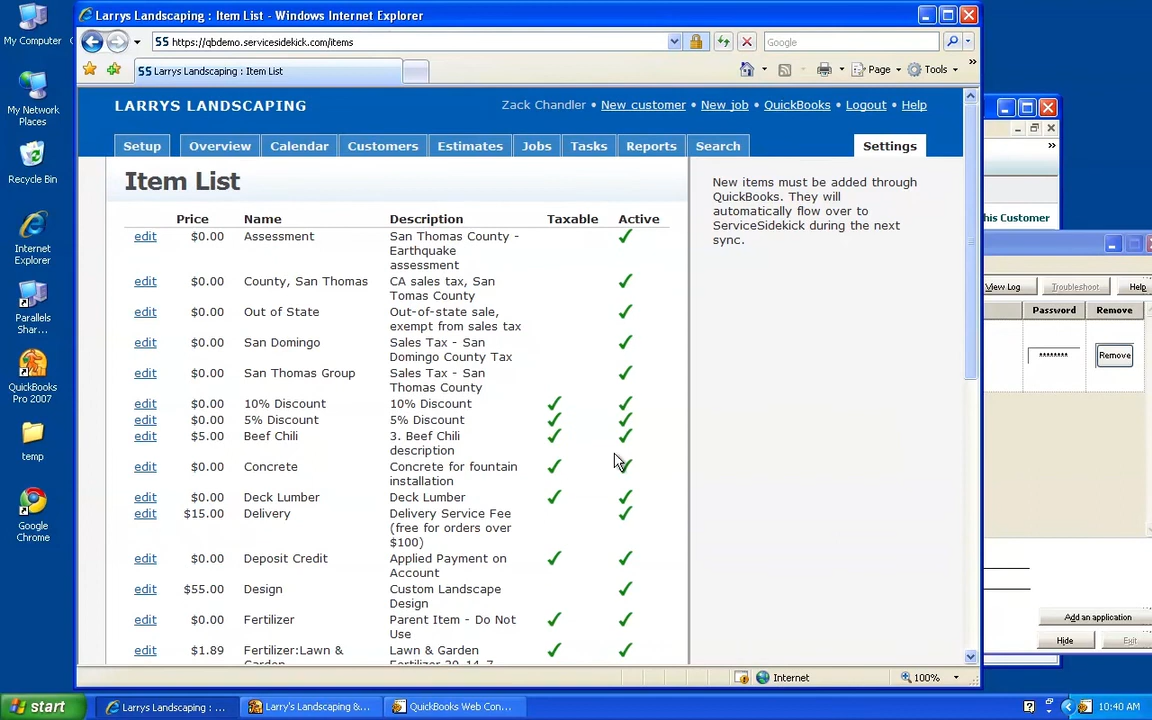 Larrys Landscaping : Item List - Windows Internet Explorer
https://qbdemo.servicesidekick.com/items
Google
SS Larrys Landscaping : Item List
Page
Tools
LARRYS LANDSCAPING
Zack Chandler • New customer • New job • QuickBooks • Logout • Help
Setup Overview Calendar Customers Estimates Jobs Tasks Reports Search Settings
Item List
Price Name Description Taxable Active
edit $0.00 Assessment San Thomas County -
Earthquake
assessment
edit $0.00 County, San Thomas CA sales tax, San
Tomas County
edit $0.00 Out of State Out-of-state sale,
exempt from sales tax
edit $0.00 San Domingo Sales Tax - San
Domingo County Tax
edit $0.00 San Thomas Group Sales Tax - San
Thomas County
edit $0.00 10% Discount 10% Discount
edit $0.00 5% Discount 5% Discount
edit $5.00 Beef Chili 3. Beef Chili
description
edit $0.00 Concrete Concrete for fountain
installation
edit $0.00 Deck Lumber Deck Lumber
edit $15.00 Delivery Delivery Service Fee
(free for orders over
$100)
edit $0.00 Deposit Credit Applied Payment on
Account
edit $55.00 Design Custom Landscape
Design
edit $0.00 Fertilizer Parent Item - Do Not
Use
edit $1.89 Fertilizer:Lawn & Lawn & Garden
New items must be added through
QuickBooks. They will
automatically flow over to
ServiceSidekick during the next
sync.
Internet
100%
My Computer
My Network
Places
Recycle Bin
Internet
Explorer
Parallels
Shar...
QuickBooks
Pro 2007
temp
Google
Chrome
his Customer
View Log Troubleshoot Help
Password Remove
******** Remove
Add an application
Hide Exit
start
Larrys Landscaping : ...
Larry's Landscaping &...
QuickBooks Web Con...
10:40 AM